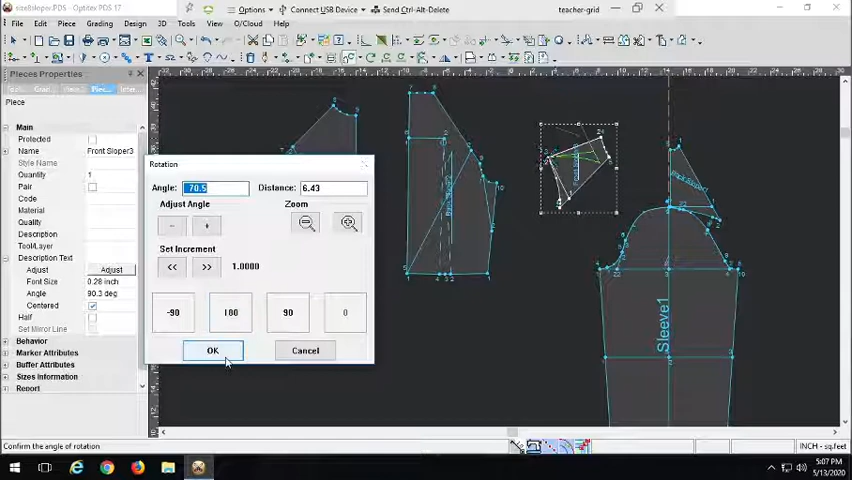 size8sloper.PDS - Optitex PDS 17
Options
Connect USB Device
Send Ctrl-Alt-Delete
teacher-grid
File Edit Piece Grading Design 3D Tools View O/Cloud Help
Pieces Properties
Piece
Main
Protected
Name Front Sloper3
Style Name
Quantity 1
Pair
Code
Material
Quality
Description
Tool/Layer
Description Text
Adjust Adjust
Font Size 0.28 inch
Angle 90.3 deg
Centered
Half
Set Mirror Line
Behavior
Marker Attributes
Buffer Attributes
Sizes Information
Report
Rotation
Angle: 70.5 Distance: 6.43
Adjust Angle Zoom
- +
Set Increment
<< >> 1.0000
-90 180 90 0
OK Cancel
Sleeve1
Confirm the angle of rotation
INCH - sq.feet
5:07 PM
5/13/2020